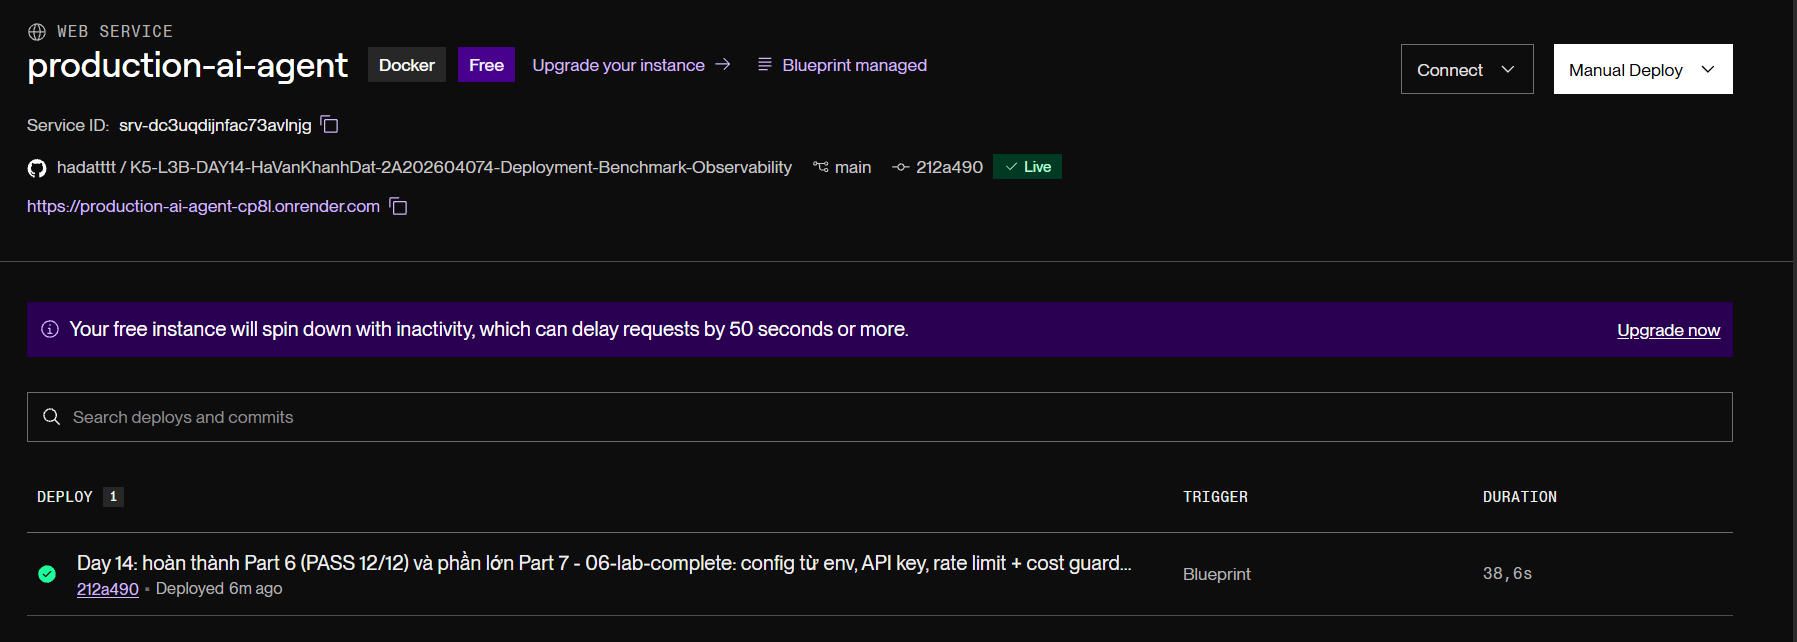 WEB SERVICE
production-ai-agent Docker Free Upgrade your instance → Blueprint managed
Connect Manual Deploy
Service ID: srv-dc3uqdijnfac73avlnjg
hadatttt / K5-L3B-DAY14-HaVanKhanhDat-2A202604074-Deployment-Benchmark-Observability main 212a490 Live
https://production-ai-agent-cp8l.onrender.com
Your free instance will spin down with inactivity, which can delay requests by 50 seconds or more. Upgrade now
Search deploys and commits
DEPLOY 1 TRIGGER DURATION
Day 14: hoàn thành Part 6 (PASS 12/12) và phần lớn Part 7 - 06-lab-complete: config từ env, API key, rate limit + cost guard...
212a490 Deployed 6m ago
Blueprint 38,6s